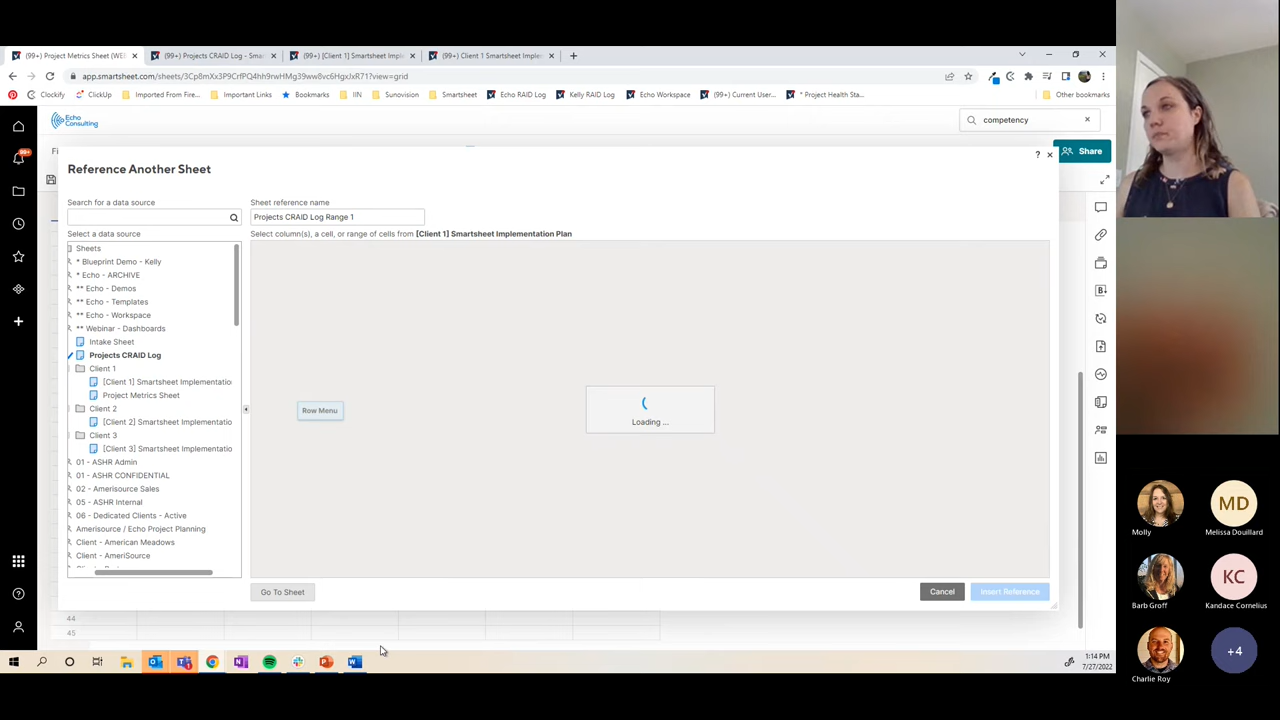 (99+) Project Metrics Sheet (WE
(99+) Projects CRAID Log - Smar
(99+) [Client 1] Smartsheet Imple
(99+) Client 1 Smartsheet Implem
app.smartsheet.com/sheets/3Cp8mXx3P9CrfPQ4hh9rwHMg39ww8vc6HgxJxR71?view=grid
Clockify
ClickUp
Imported From Fire...
Important Links
Bookmarks
IIN
Sunovision
Smartsheet
Echo RAID Log
Kelly RAID Log
Echo Workspace
(99+) Current User...
* Project Health Sta...
Other bookmarks
Echo
Consulting
competency
Share
99+
Fi
Reference Another Sheet
?
Search for a data source
Sheet reference name
Projects CRAID Log Range 1
Select a data source
Select column(s), a cell, or range of cells from [Client 1] Smartsheet Implementation Plan
Sheets
* Blueprint Demo - Kelly
* Echo - ARCHIVE
** Echo - Demos
** Echo - Templates
** Echo - Workspace
** Webinar - Dashboards
Intake Sheet
Projects CRAID Log
Client 1
[Client 1] Smartsheet Implementatio
Project Metrics Sheet
Client 2
[Client 2] Smartsheet Implementatio
Client 3
[Client 3] Smartsheet Implementatio
01 - ASHR Admin
01 - ASHR CONFIDENTIAL
02 - Amerisource Sales
05 - ASHR Internal
06 - Dedicated Clients - Active
Amerisource / Echo Project Planning
Client - American Meadows
Client - AmeriSource
Row Menu
Loading ...
Go To Sheet
Cancel
Insert Reference
44
45
1:14 PM
7/27/2022
MD
Molly
Melissa Douillard
KC
Barb Groff
Kandace Cornelius
+4
Charlie Roy